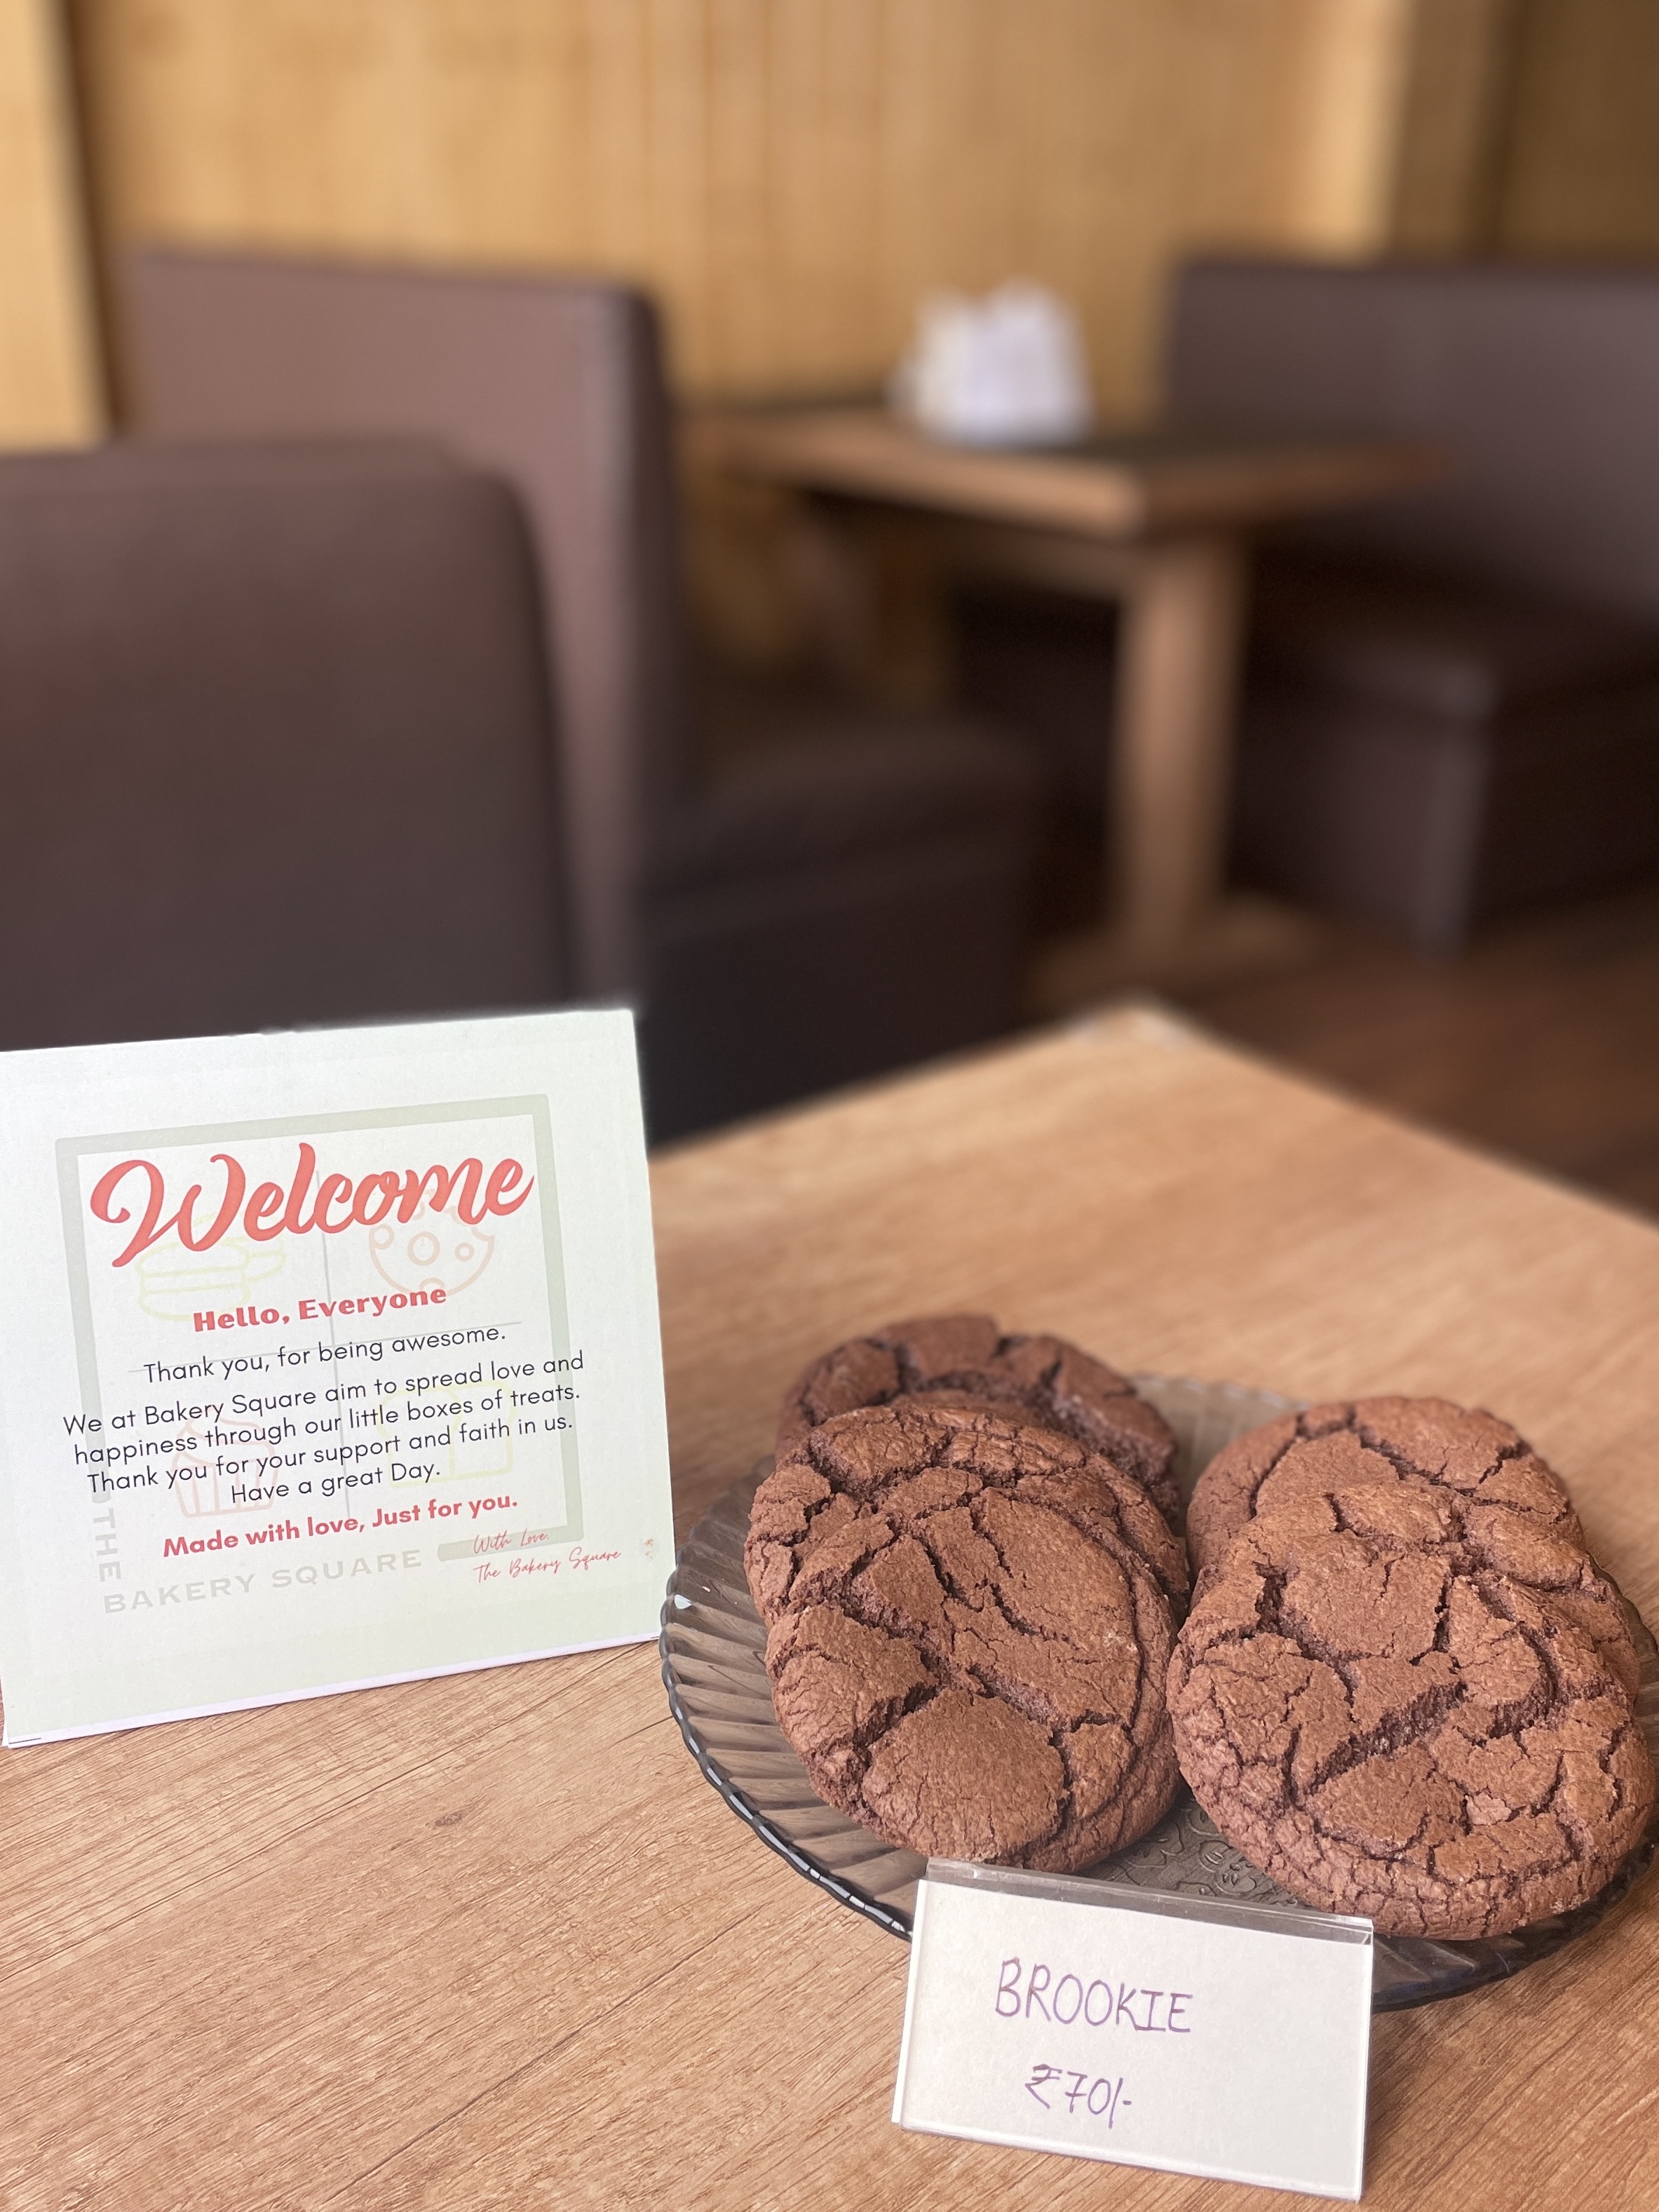 Welcome
Hello, Everyone
Thank you, for being awesome.
We at Bakery Square aim to spread love and
happiness through our little boxes of treats.
Thank you for your support and faith in us.
Have a great Day.
Made with love, Just for you.
With Love,
The Bakery Square
THE
BAKERY SQUARE
BROOKIE
₹70/-